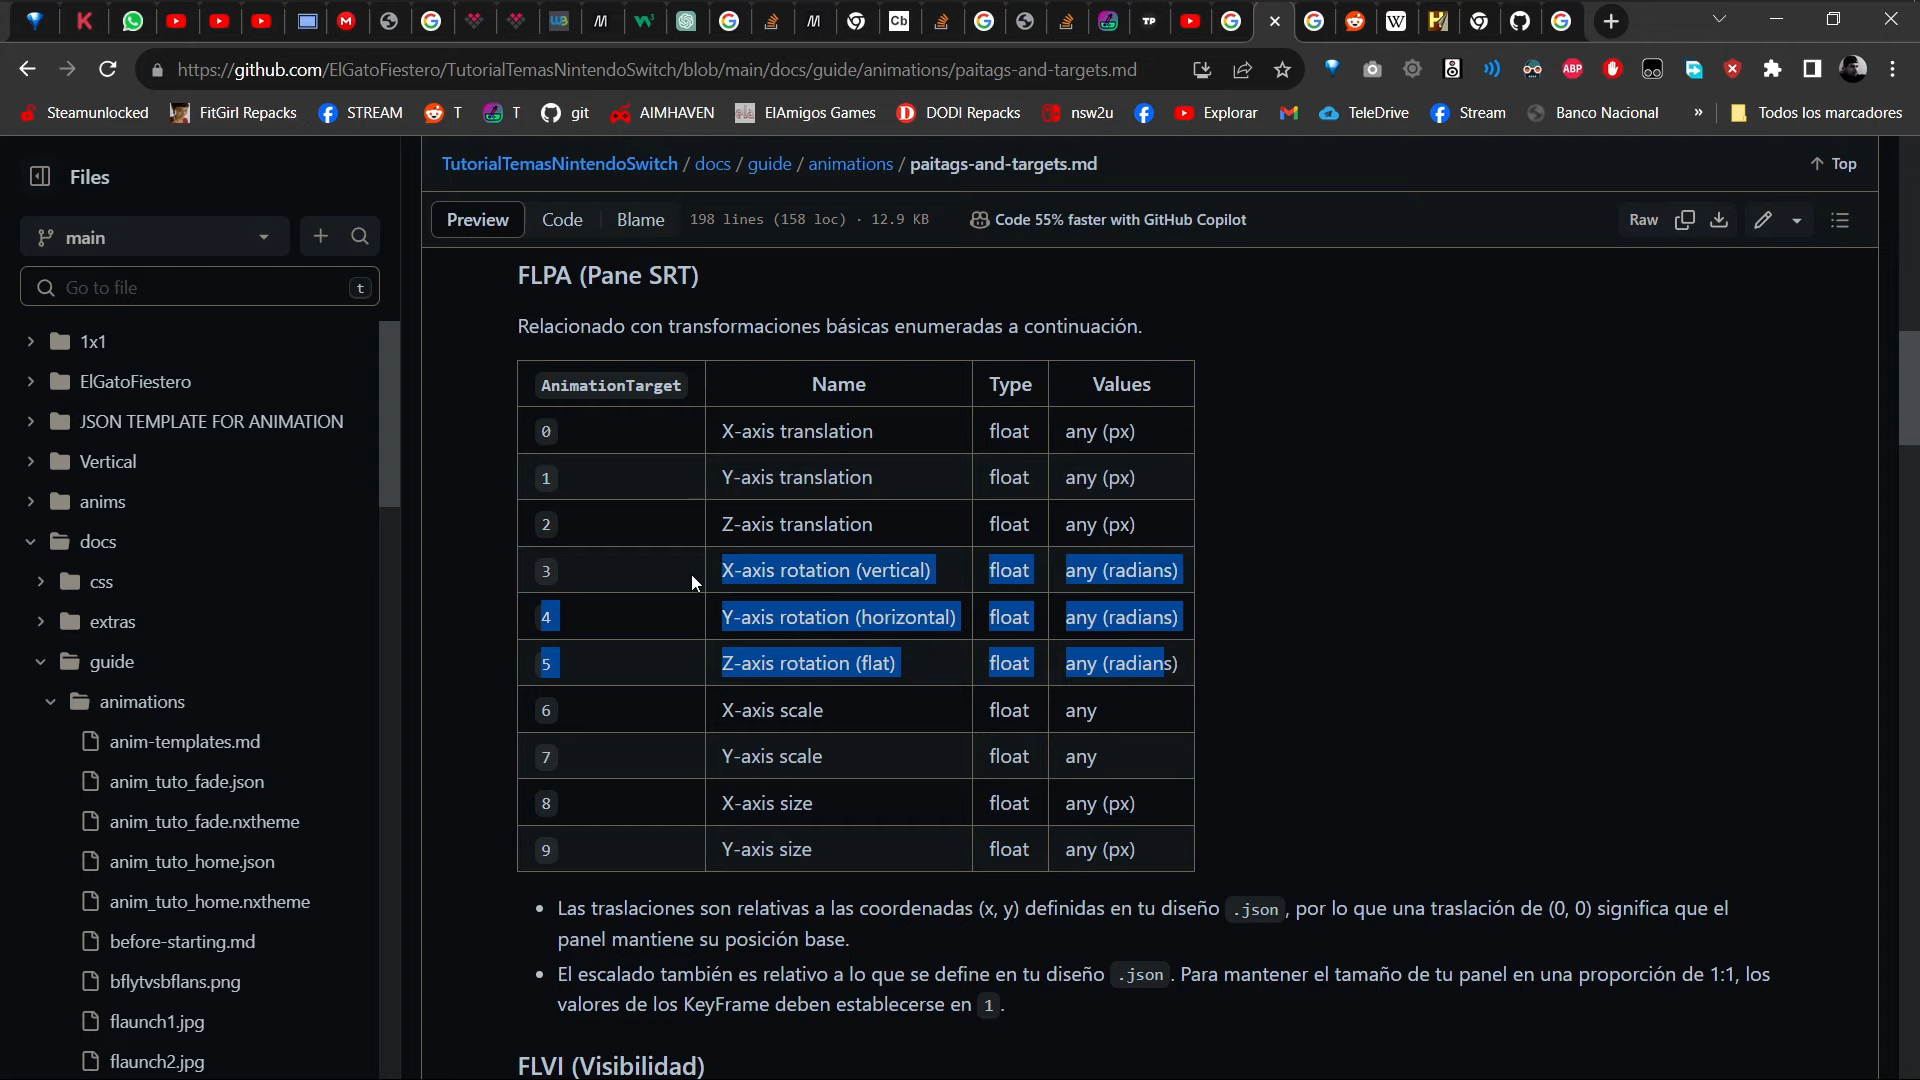 https://github.com/ElGatoFiestero/TutorialTemasNintendoSwitch/blob/main/docs/guide/animations/paitags-and-targets.md
Steamunlocked FitGirl Repacks STREAM T T git AIMHAVEN ElAmigos Games DODI Repacks nsw2u Explorar TeleDrive Stream Banco Nacional » Todos los marcadores
Files
TutorialTemasNintendoSwitch / docs / guide / animations / paitags-and-targets.md
Top
Preview Code Blame 198 lines (158 loc) · 12.9 KB Code 55% faster with GitHub Copilot Raw
main
Go to file t
1x1
ElGatoFiestero
JSON TEMPLATE FOR ANIMATION
Vertical
anims
docs
css
extras
guide
animations
anim-templates.md
anim_tuto_fade.json
anim_tuto_fade.nxtheme
anim_tuto_home.json
anim_tuto_home.nxtheme
before-starting.md
bflytvsbflans.png
flaunch1.jpg
flaunch2.jpg
FLPA (Pane SRT)
Relacionado con transformaciones básicas enumeradas a continuación.
AnimationTarget Name Type Values
0 X-axis translation float any (px)
1 Y-axis translation float any (px)
2 Z-axis translation float any (px)
3 X-axis rotation (vertical) float any (radians)
4 Y-axis rotation (horizontal) float any (radians)
5 Z-axis rotation (flat) float any (radians)
6 X-axis scale float any
7 Y-axis scale float any
8 X-axis size float any (px)
9 Y-axis size float any (px)
• Las traslaciones son relativas a las coordenadas (x, y) definidas en tu diseño .json, por lo que una traslación de (0, 0) significa que el
panel mantiene su posición base.
• El escalado también es relativo a lo que se define en tu diseño .json. Para mantener el tamaño de tu panel en una proporción de 1:1, los
valores de los KeyFrame deben establecerse en 1.
FLVI (Visibilidad)